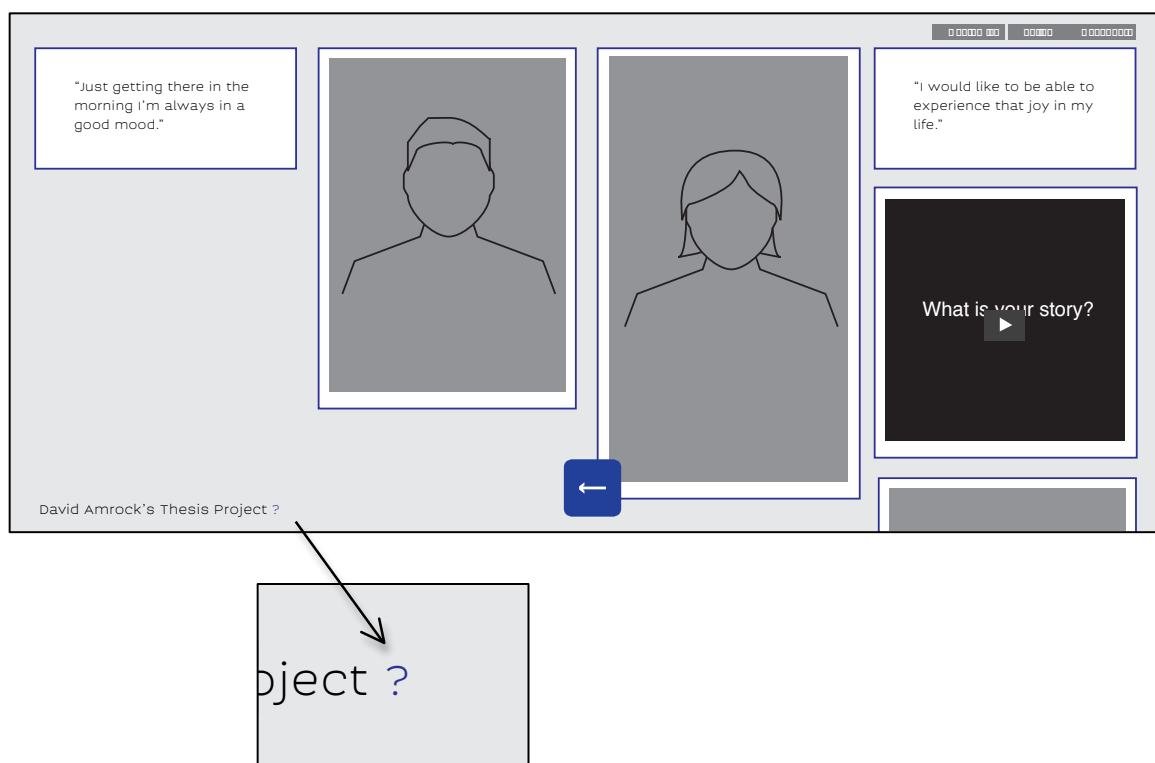 “Just getting there in the
morning I’m always in a
good mood.”
“I would like to be able to
experience that joy in my
life.”
What is your story?
David Amrock’s Thesis Project ?
oject ?